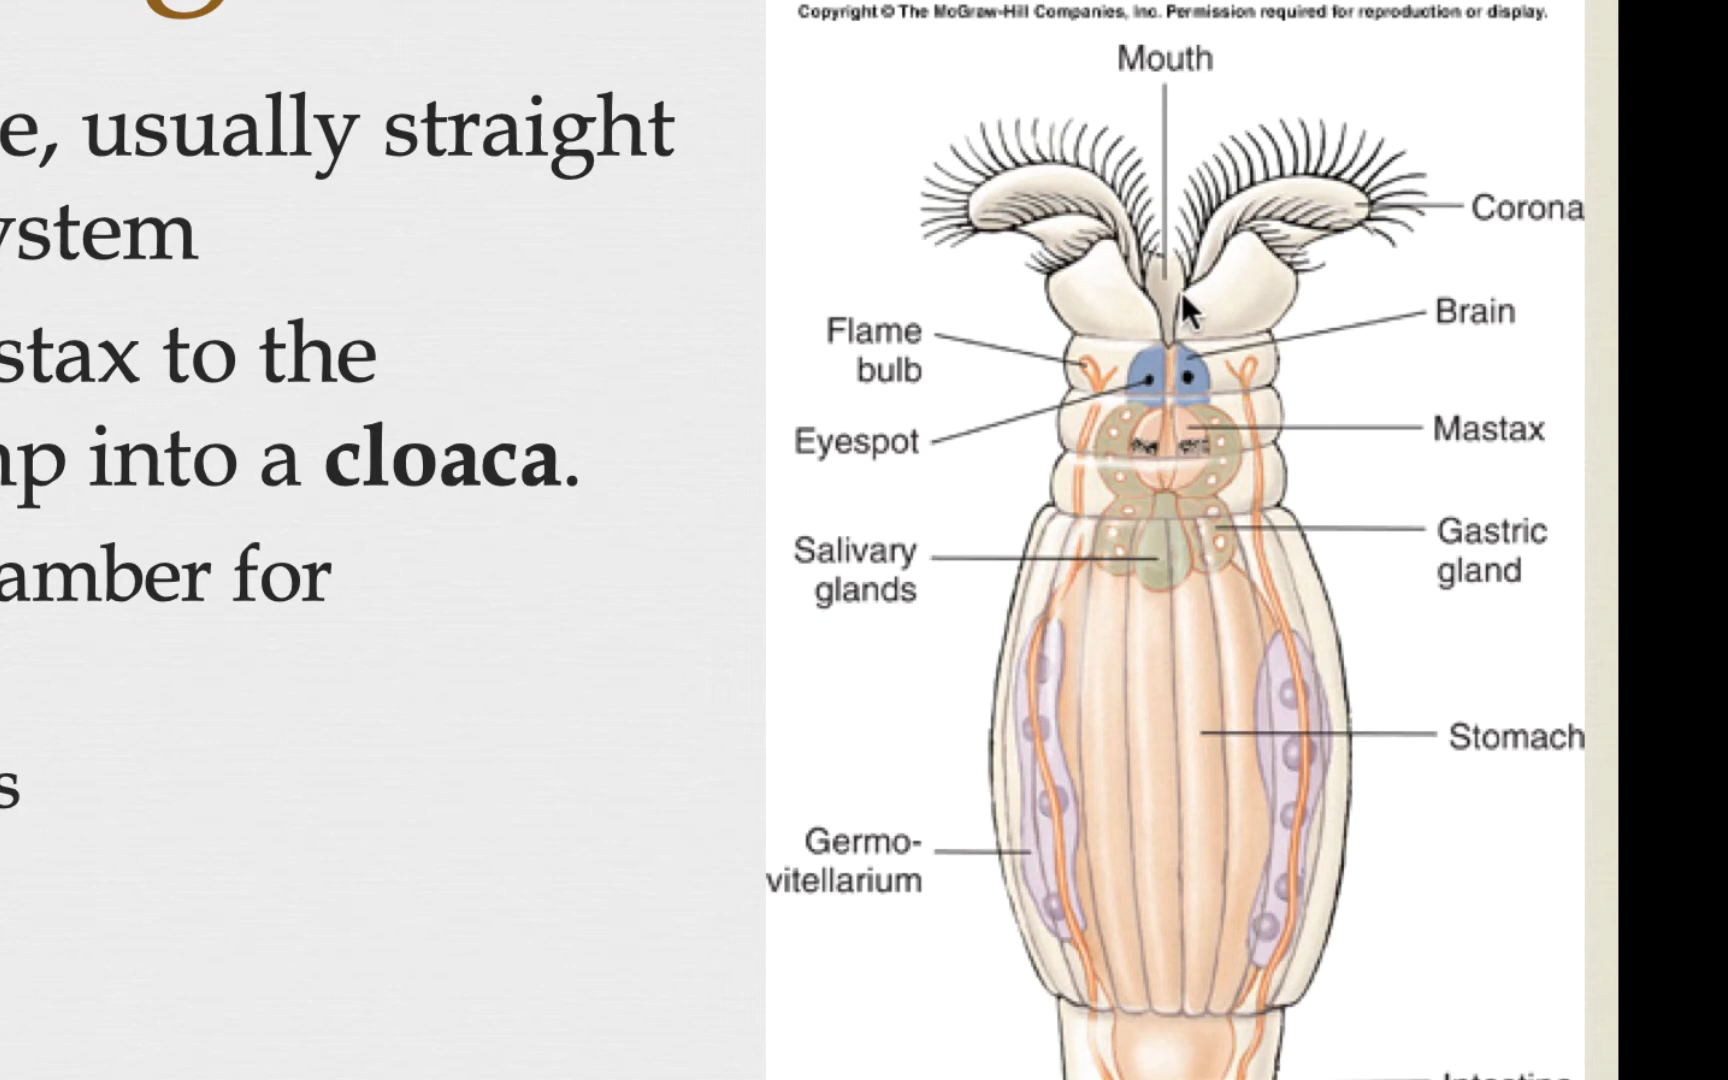 e, usually straight
ystem
stax to the
np into a cloaca.
amber for
s
Copyright © The McGraw-Hill Companies, Inc. Permission required for reproduction or display.
Mouth
Corona
Brain
Flame
bulb
Eyespot
Mastax
Salivary
glands
Gastric
gland
Stomach
Germo-
vitellarium